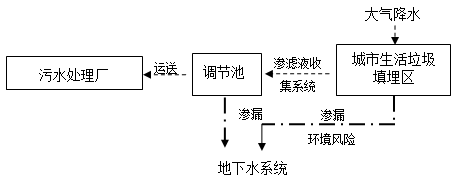 大气降水
污水处理厂
运送
调节池
渗滤液收
集系统
城市生活垃圾
填埋区
渗漏
渗漏
环境风险
地下水系统